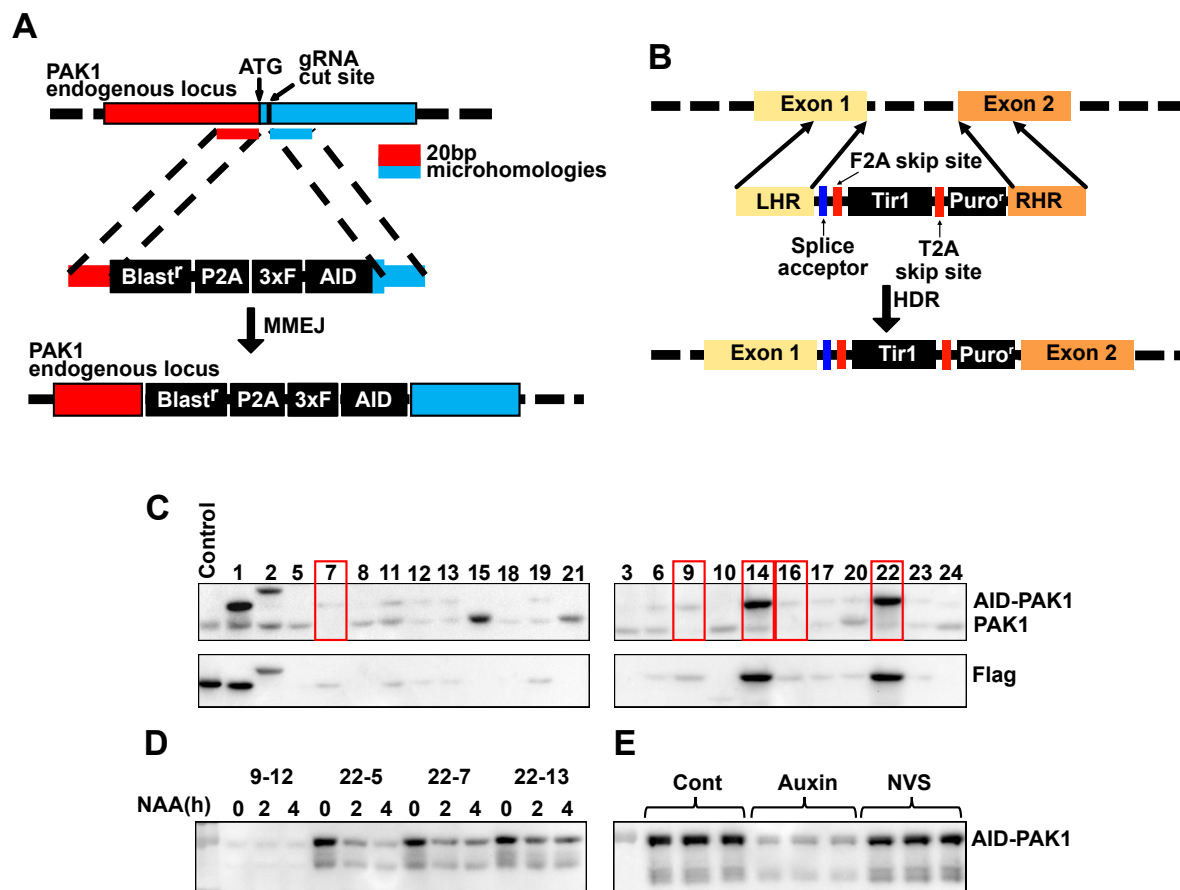 A
PAK1
endogenous locus
ATG
gRNA
cut site
20bp
microhomologies
Blastʳ P2A 3xF AID
MMEJ
PAK1
endogenous locus
Blastʳ P2A 3xF AID
B
Exon 1 Exon 2
F2A skip site
LHR Tir1 Puroʳ RHR
Splice
acceptor
T2A
skip site
HDR
Exon 1 Tir1 Puroʳ Exon 2
C
Control 1 2 5 7 8 11 12 13 15 18 19 21
3 6 9 10 14 16 17 20 22 23 24
AID-PAK1
PAK1
Flag
D
9-12 22-5 22-7 22-13
NAA(h) 0 2 4 0 2 4 0 2 4 0 2 4
E
Cont Auxin NVS
AID-PAK1